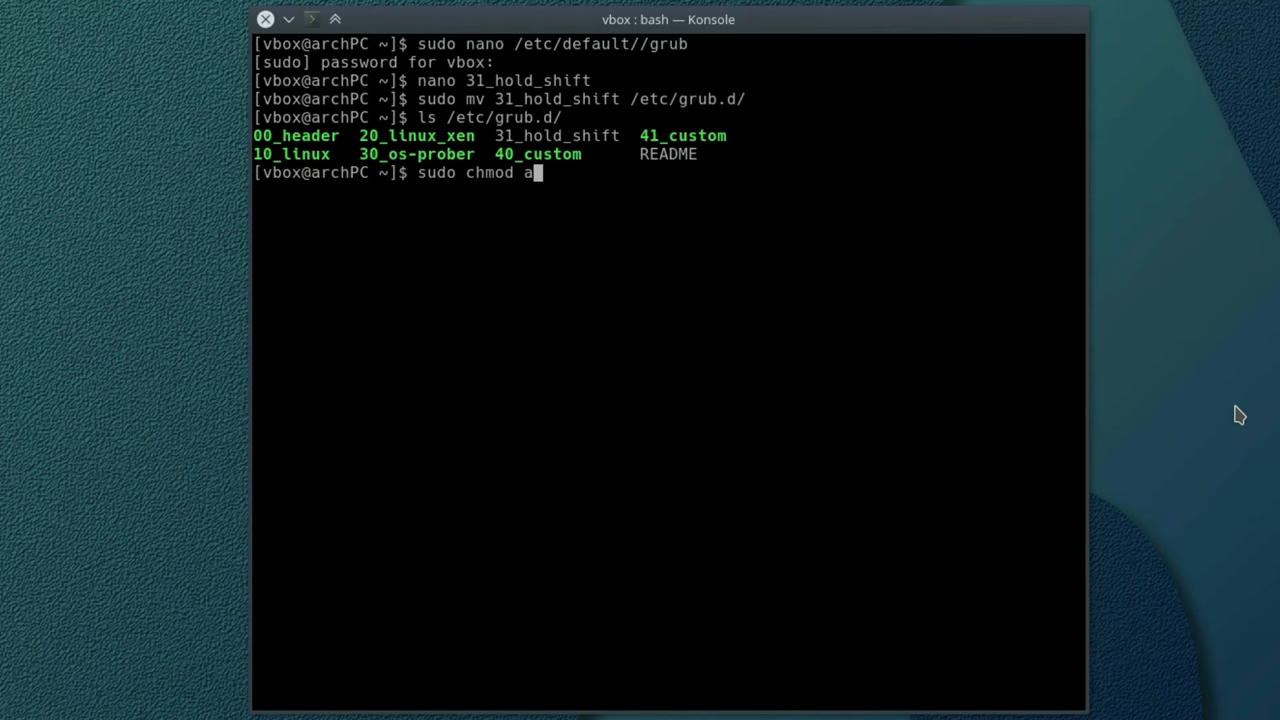 vbox : bash — Konsole
[vbox@archPC ~]$ sudo nano /etc/default//grub
[sudo] password for vbox:
[vbox@archPC ~]$ nano 31_hold_shift
[vbox@archPC ~]$ sudo mv 31_hold_shift /etc/grub.d/
[vbox@archPC ~]$ ls /etc/grub.d/
00_header  20_linux_xen  31_hold_shift  41_custom
10_linux   30_os-prober  40_custom      README
[vbox@archPC ~]$ sudo chmod a